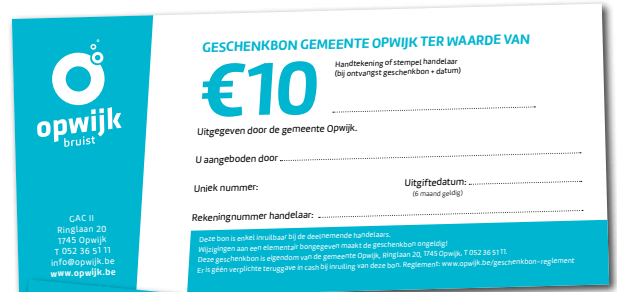 opwijk
bruist
GAC II
Ringlaan 20
1745 Opwijk
T 052 36 51 11
info@opwijk.be
www.opwijk.be
GESCHENKBON GEMEENTE OPWIJK TER WAARDE VAN
€10
Handtekening of stempel handelaar
(bij ontvangst geschenkbon + datum)
Uitgegeven door de gemeente Opwijk.
U aangeboden door
Uniek nummer:
Uitgiftedatum:
(6 maand geldig)
Rekeningnummer handelaar:
Deze bon is enkel inruilbaar bij de deelnemende handelaars.
Wijzigingen aan een elementair bongegeven maakt de geschenkbon ongeldig!
Deze geschenkbon is eigendom van de gemeente Opwijk, Ringlaan 20, 1745 Opwijk, T 052 36 51 11.
Er is géén verplichte teruggave in cash bij inruiling van deze bon. Reglement: www.opwijk.be/geschenkbon-reglement